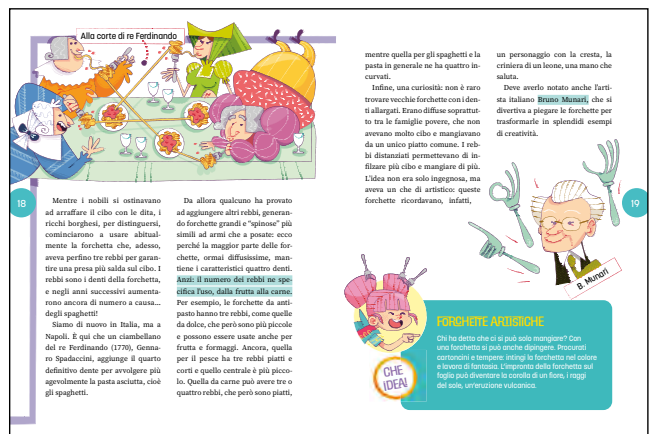 Alla corte di re Ferdinando
18
Mentre i nobili si ostinavano
ad arraffare il cibo con le dita, i
ricchi borghesi, per distinguersi,
cominciarono a usare abitual-
mente la forchetta che, adesso,
aveva perfino tre rebbi per garan-
tire una presa più salda sul cibo. I
rebbi sono i denti della forchetta,
e negli anni successivi aumenta-
rono ancora di numero a causa...
degli spaghetti!
Siamo di nuovo in Italia, ma a
Napoli. È qui che un ciambellano
del re Ferdinando (1770), Genna-
ro Spadaccini, aggiunge il quarto
definitivo dente per avvolgere più
agevolmente la pasta asciutta, cioè
gli spaghetti.
Da allora qualcuno ha provato
ad aggiungere altri rebbi, generan-
do forchette grandi e “spinose” più
simili ad armi che a posate: ecco
perché la maggior parte delle for-
chette, ormai diffusissime, man-
tiene i caratteristici quattro denti.
Anzi: il numero dei rebbi ne spe-
cifica l'uso, dalla frutta alla carne.
Per esempio, le forchette da anti-
pasto hanno tre rebbi, come quelle
da dolce, che però sono più piccole
e possono essere usate anche per
frutta e formaggi. Ancora, quella
per il pesce ha tre rebbi piatti e
corti e quello centrale è più picco-
lo. Quella da carne può avere tre o
quattro rebbi, che però sono piatti,
mentre quella per gli spaghetti e la
pasta in generale ne ha quattro in-
curvati.
Infine, una curiosità: non è raro
trovare vecchie forchette con i den-
ti allargati. Erano diffuse soprattut-
to tra le famiglie povere, che non
avevano molto cibo e mangiavano
da un unico piatto comune. I reb-
bi distanziati permettevano di in-
filzare più cibo e mangiare di più.
L'idea non era solo ingegnosa, ma
aveva un che di artistico: queste
forchette ricordavano, infatti,
un personaggio con la cresta, la
criniera di un leone, una mano che
saluta.
Deve averlo notato anche l'arti-
sta italiano Bruno Munari, che si
divertiva a piegare le forchette per
trasformarle in splendidi esempi
di creatività.
19
B. Munari
CHE
IDEA!
FORCHETTE ARTISTICHE
Chi ha detto che ci si può solo mangiare? Con
una forchetta si può anche dipingere. Procurati
cartoncini e tempere: intingi la forchetta nel colore
e lavora di fantasia. L'impronta della forchetta sul
foglio può diventare la corolla di un fiore, i raggi
del sole, un'eruzione vulcanica.